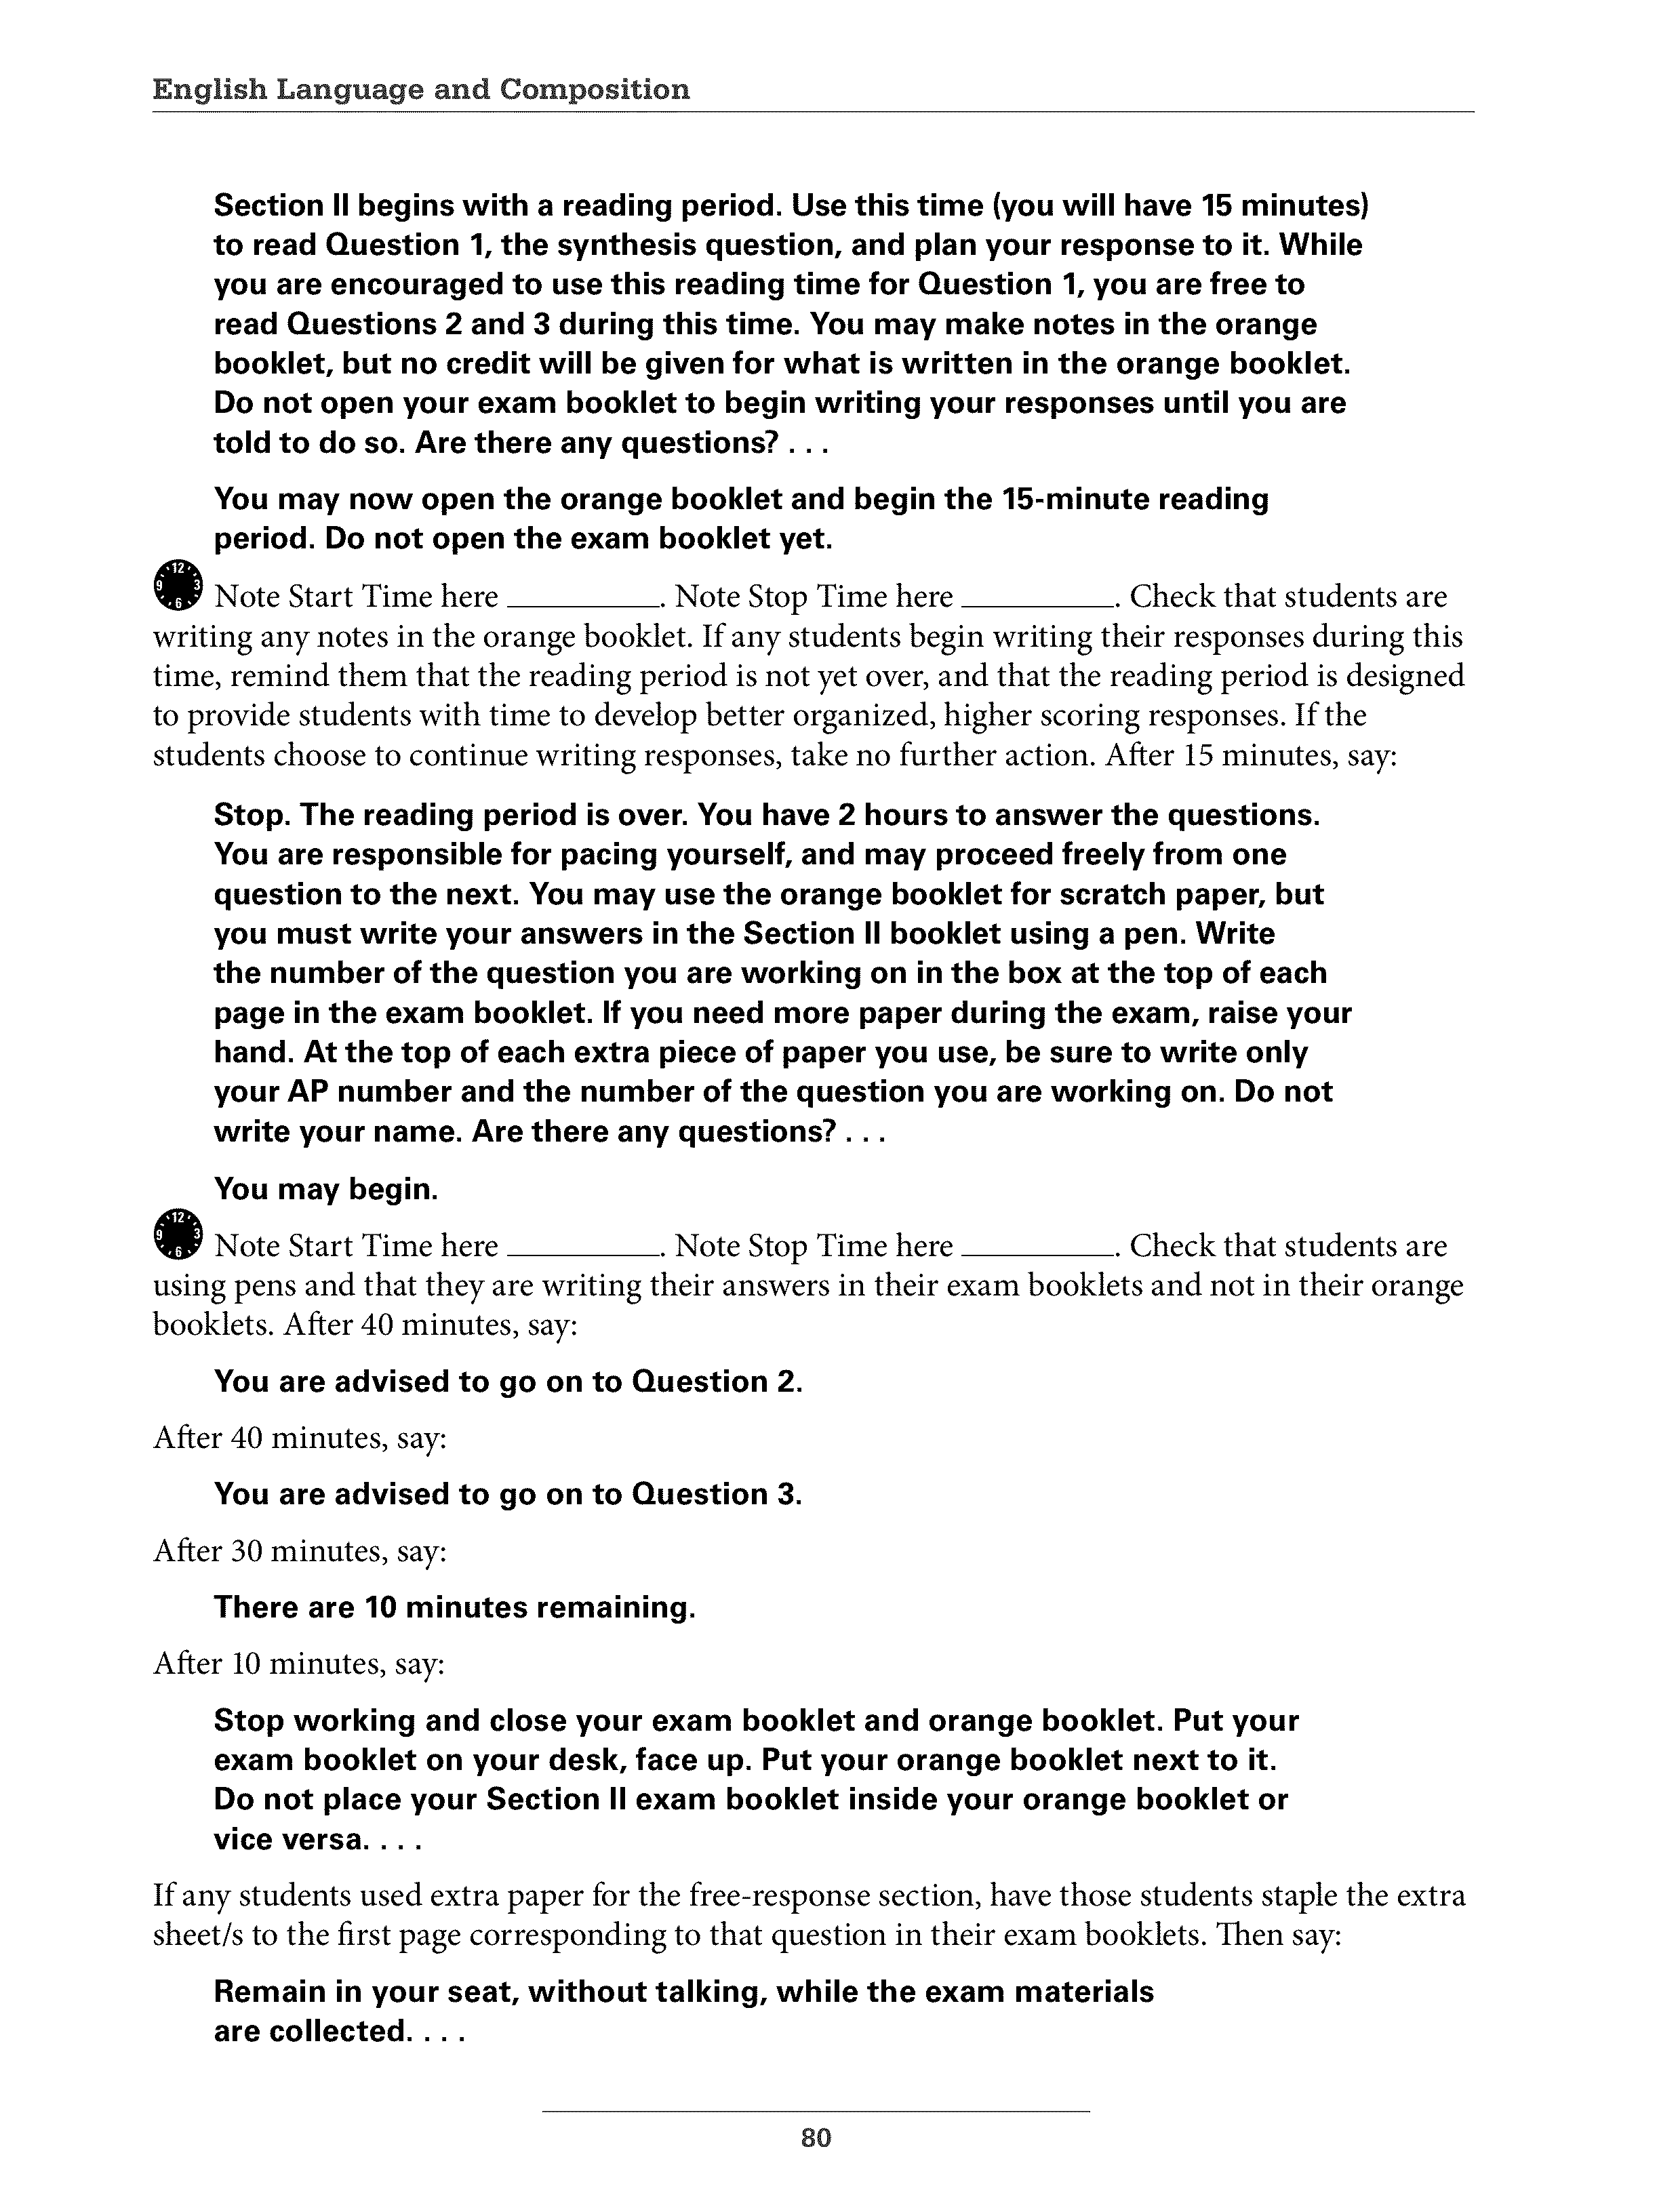 English Language and Composition
Section II begins with a reading period. Use this time (you will have 15 minutes)
to read Question 1, the synthesis question, and plan your response to it. While
you are encouraged to use this reading time for Question 1, you are free to
read Questions 2 and 3 during this time. You may make notes in the orange
booklet, but no credit will be given for what is written in the orange booklet.
Do not open your exam booklet to begin writing your responses until you are
told to do so. Are there any questions? . . .
You may now open the orange booklet and begin the 15-minute reading
period. Do not open the exam booklet yet.
12
9 3
6
Note Start Time here __________. Note Stop Time here __________. Check that students are
writing any notes in the orange booklet. If any students begin writing their responses during this
time, remind them that the reading period is not yet over, and that the reading period is designed
to provide students with time to develop better organized, higher scoring responses. If the
students choose to continue writing responses, take no further action. After 15 minutes, say:
Stop. The reading period is over. You have 2 hours to answer the questions.
You are responsible for pacing yourself, and may proceed freely from one
question to the next. You may use the orange booklet for scratch paper, but
you must write your answers in the Section II booklet using a pen. Write
the number of the question you are working on in the box at the top of each
page in the exam booklet. If you need more paper during the exam, raise your
hand. At the top of each extra piece of paper you use, be sure to write only
your AP number and the number of the question you are working on. Do not
write your name. Are there any questions? . . .
You may begin.
12
9 3
6
Note Start Time here __________. Note Stop Time here __________. Check that students are
using pens and that they are writing their answers in their exam booklets and not in their orange
booklets. After 40 minutes, say:
You are advised to go on to Question 2.
After 40 minutes, say:
You are advised to go on to Question 3.
After 30 minutes, say:
There are 10 minutes remaining.
After 10 minutes, say:
Stop working and close your exam booklet and orange booklet. Put your
exam booklet on your desk, face up. Put your orange booklet next to it.
Do not place your Section II exam booklet inside your orange booklet or
vice versa. . . .
If any students used extra paper for the free-response section, have those students staple the extra
sheet/s to the first page corresponding to that question in their exam booklets. Then say:
Remain in your seat, without talking, while the exam materials
are collected. . . .
80